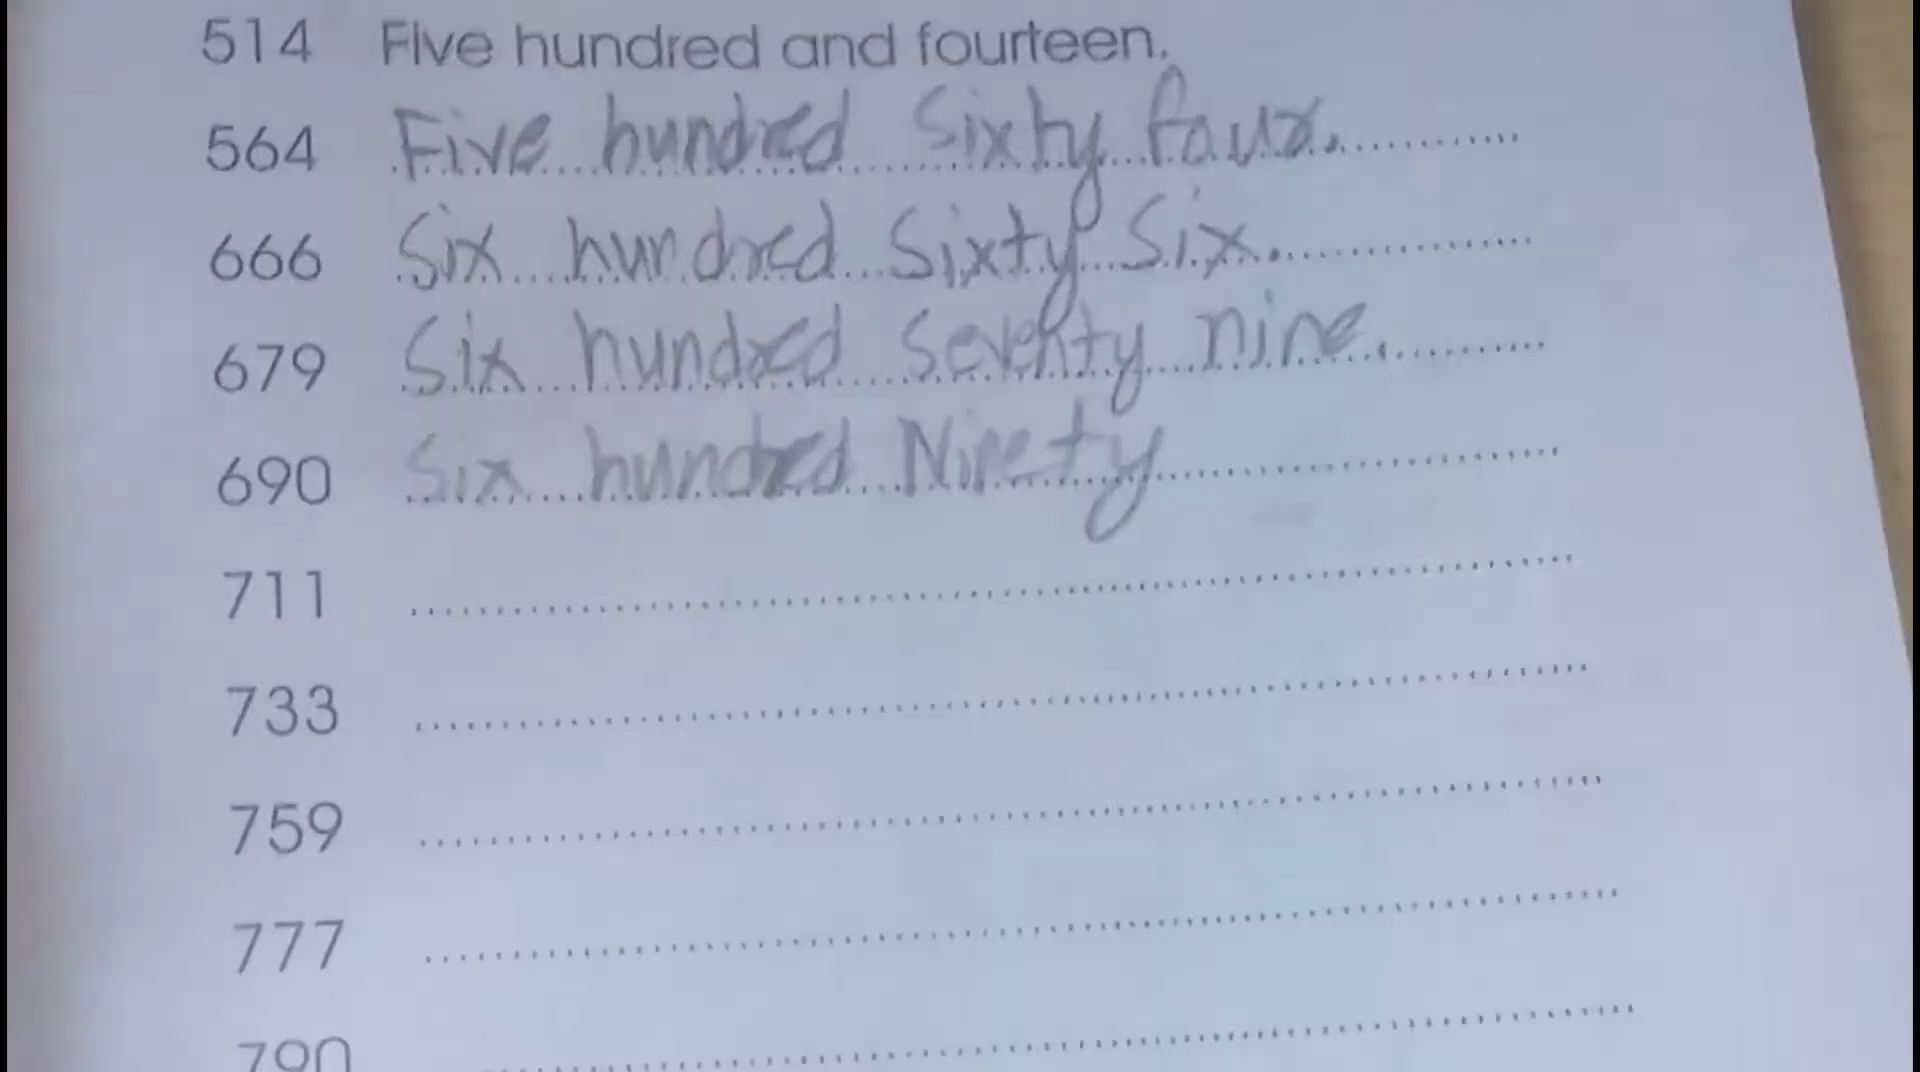 514 Five hundred and fourteen.
564 Five hundred Sixty four.
666 Six hundred Sixty Six.
679 Six hundred Seventy nine.
690 Six hundred Ninety
711
733
759
777
790